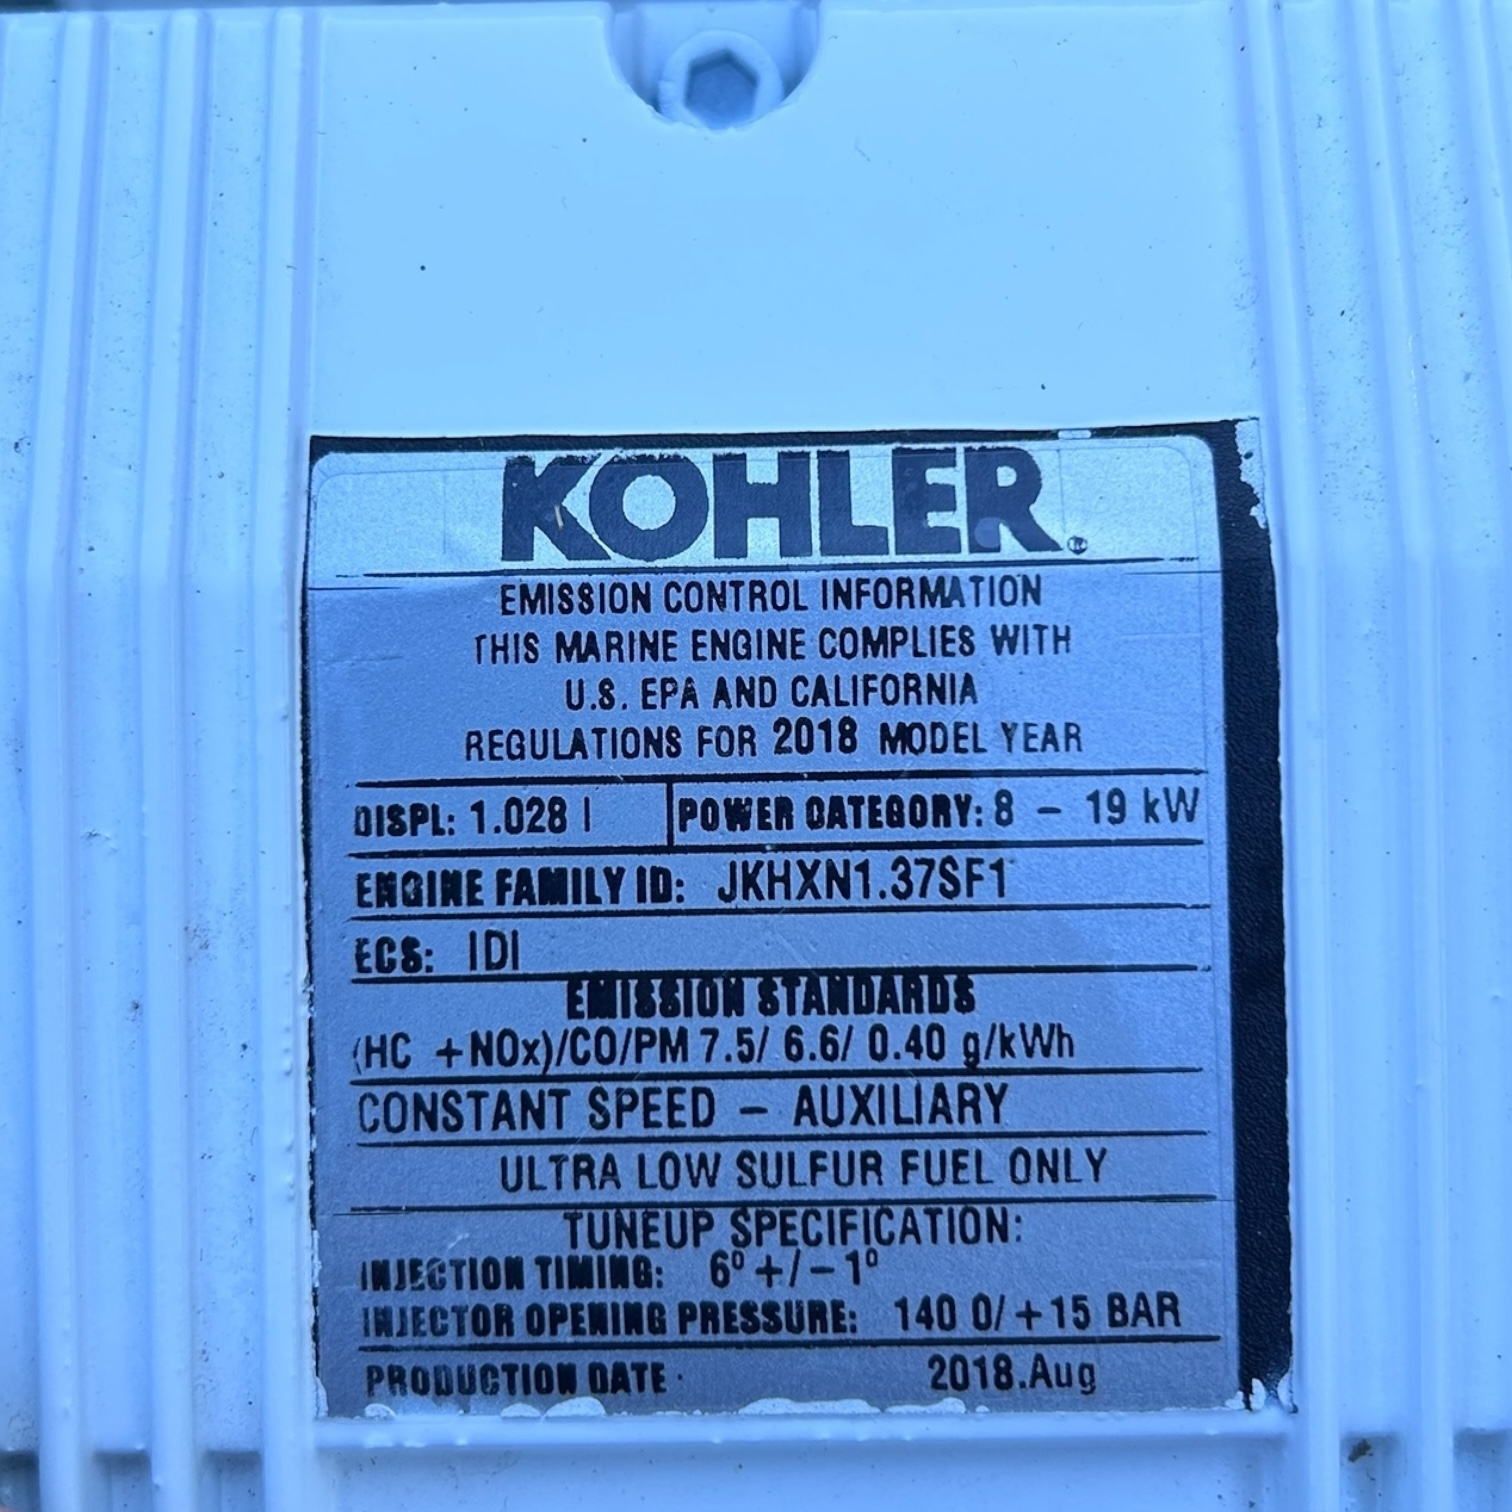 KOHLER®
EMISSION CONTROL INFORMATION
THIS MARINE ENGINE COMPLIES WITH
U.S. EPA AND CALIFORNIA
REGULATIONS FOR 2018 MODEL YEAR
DISPL: 1.028 l POWER CATEGORY: 8 – 19 kW
ENGINE FAMILY ID: JKHXN1.37SF1
ECS: IDI
EMISSION STANDARDS
(HC +NOx)/CO/PM 7.5/ 6.6/ 0.40 g/kWh
CONSTANT SPEED – AUXILIARY
ULTRA LOW SULFUR FUEL ONLY
TUNEUP SPECIFICATION:
INJECTION TIMING: 6º +/– 1º
INJECTOR OPENING PRESSURE: 140 0/ +15 BAR
PRODUCTION DATE 2018.Aug